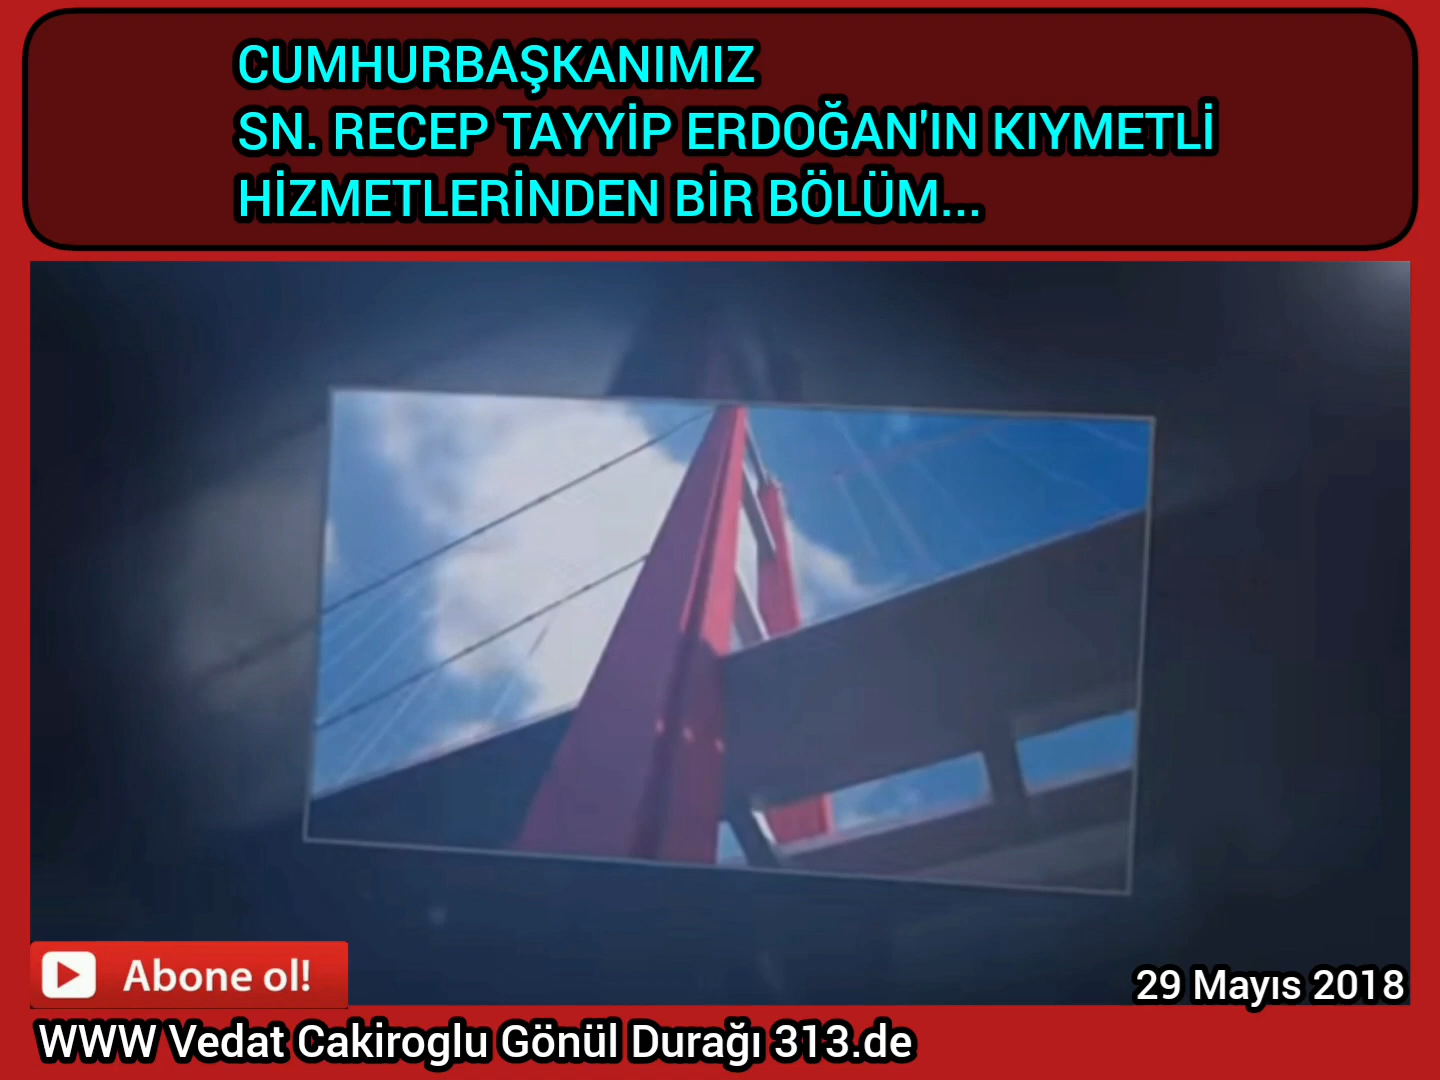 CUMHURBAŞKANIMIZ
SN. RECEP TAYYİP ERDOĞAN'IN KIYMETLİ
HİZMETLERİNDEN BİR BÖLÜM...
Abone ol!
29 Mayıs 2018
WWW Vedat Cakiroglu Gönül Durağı 313.de